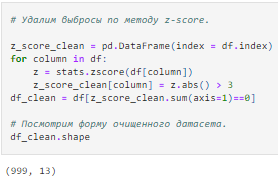 # Удалим выбросы по методу z-score.
z_score_clean = pd.DataFrame(index = df.index)
for column in df:
    z = stats.zscore(df[column])
    z_score_clean[column] = z.abs() > 3
df_clean = df[z_score_clean.sum(axis=1)==0]
# Посмотрим форму очищенного датасета.
df_clean.shape
(999, 13)